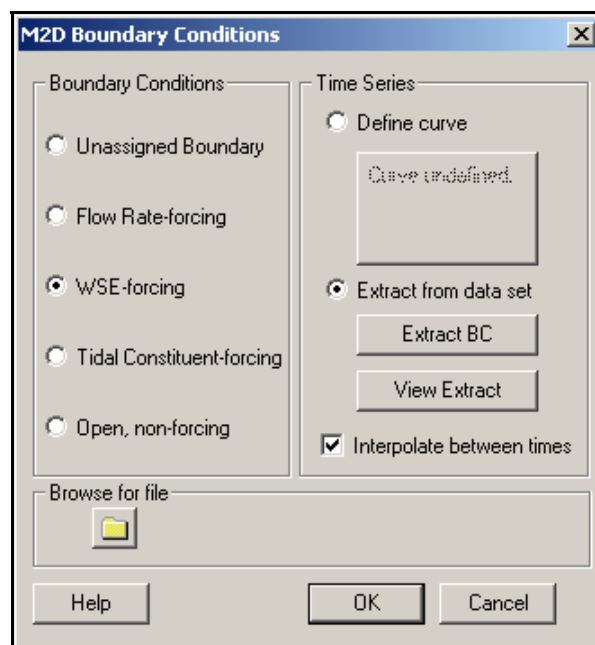 M2D Boundary Conditions
Boundary Conditions
Unassigned Boundary
Flow Rate-forcing
WSE-forcing
Tidal Constituent-forcing
Open, non-forcing
Time Series
Define curve
Curve undefined.
Extract from data set
Extract BC
View Extract
Interpolate between times
Browse for file
Help
OK
Cancel